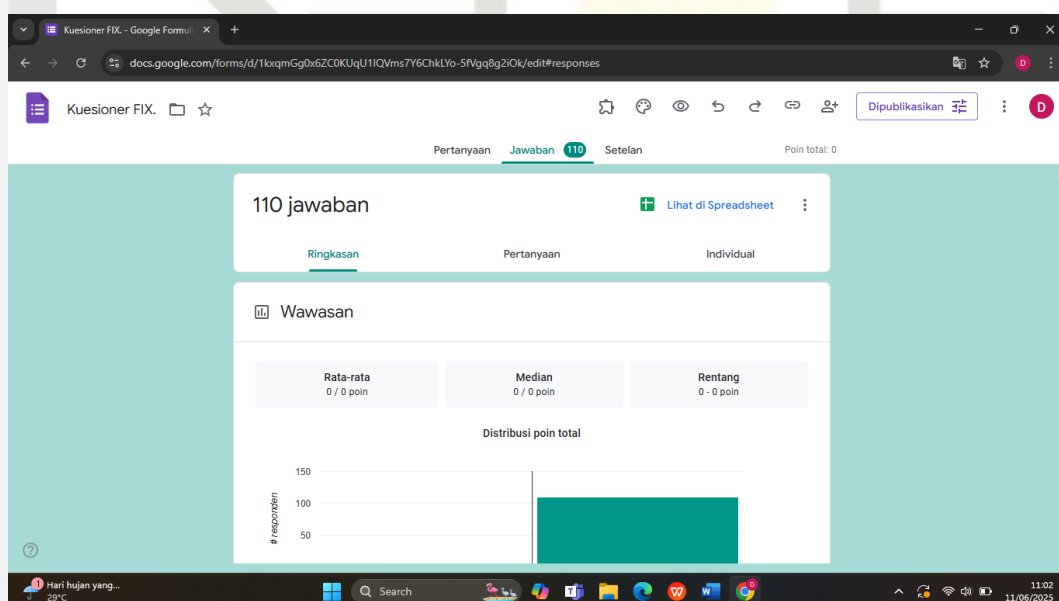 Kuesioner FIX. - Google Formul
docs.google.com/forms/d/1kxqmGg0x6ZC0KUqU1IQVms7Y6ChkLYo-5fVgq8g2iOk/edit#responses
D
Kuesioner FIX.
Dipublikasikan
D
Pertanyaan Jawaban 110 Setelan Poin total: 0
110 jawaban
Lihat di Spreadsheet
Ringkasan Pertanyaan Individual
Wawasan
Rata-rata Median Rentang
0 / 0 poin 0 / 0 poin 0 - 0 poin
Distribusi poin total
150
100
50
# responden
1 Hari hujan yang...
29°C
Search
11:02
11/06/2025